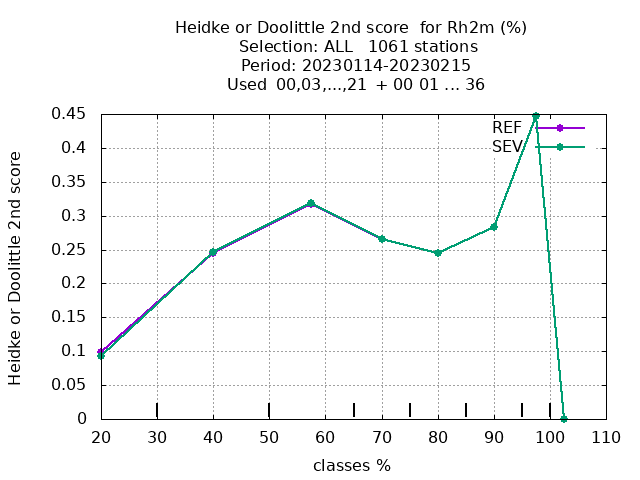 Heidke or Doolittle 2nd score  for Rh2m (%)
Selection: ALL   1061 stations
Period: 20230114-20230215
Used  00,03,...,21  + 00 01 ... 36
REF
SEV
0.45
0.4
0.35
0.3
0.25
0.2
0.15
0.1
0.05
0
Heidke or Doolittle 2nd score
20 30 40 50 60 70 80 90 100 110
classes %